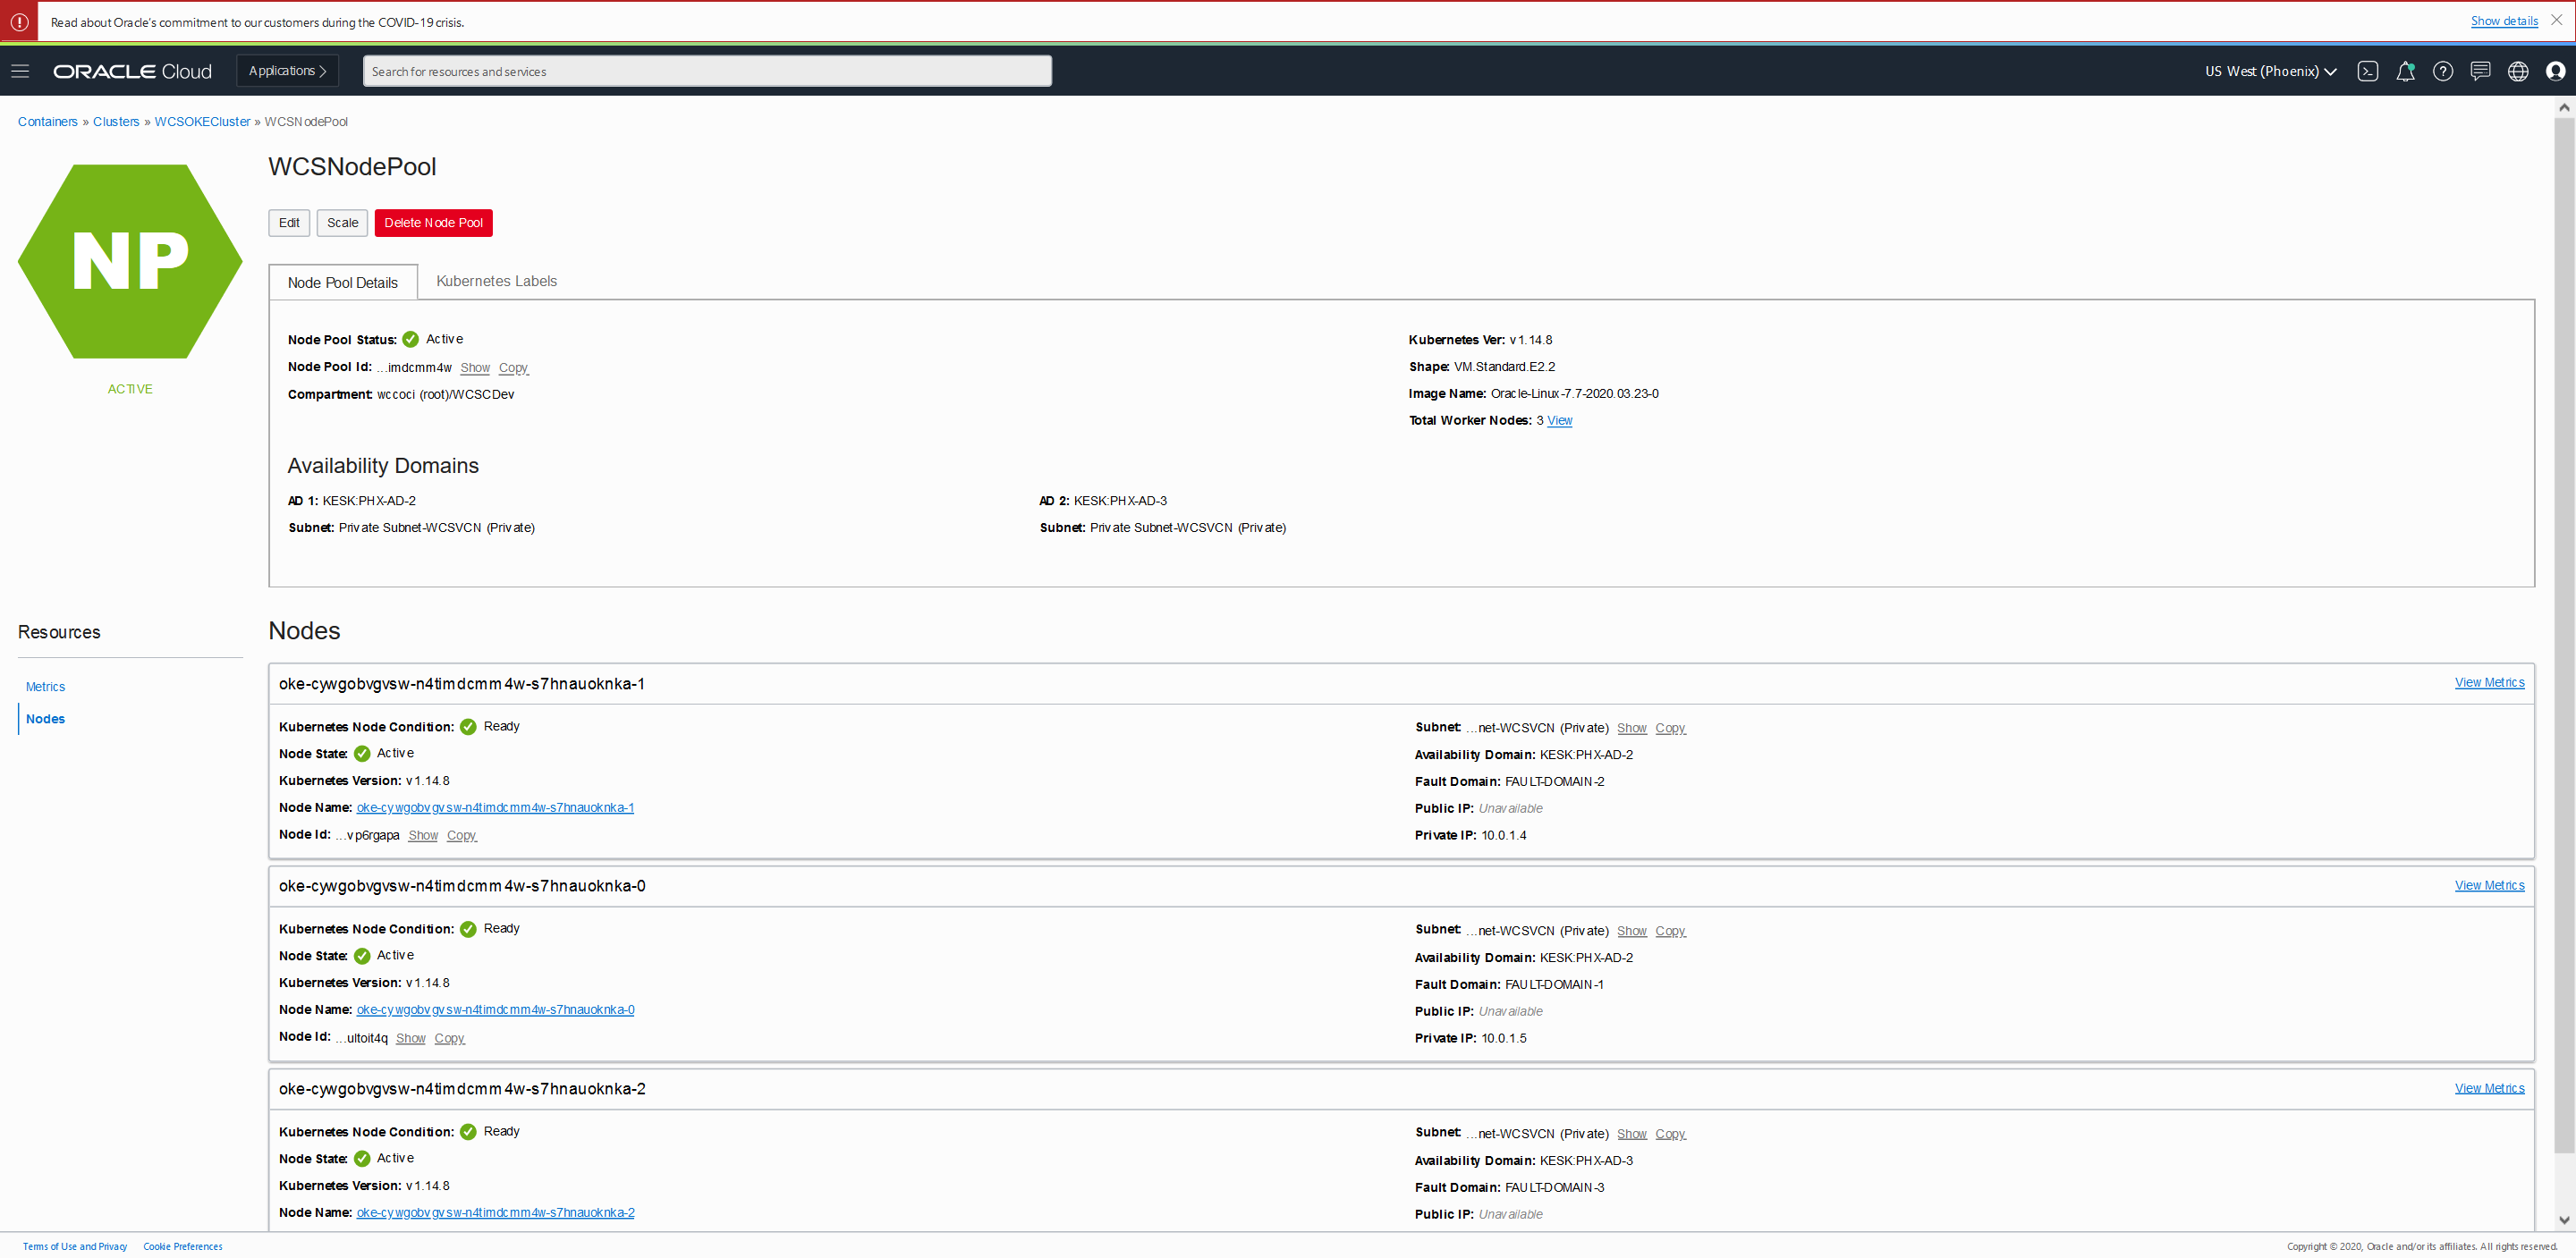 Read about Oracle's commitment to our customers during the COVID-19 crisis.
Show details
ORACLE Cloud
Applications
Search for resources and services
US West (Phoenix)
Containers » Clusters » WCSOKECluster » WCSNodePool
NP
ACTIVE
WCSNodePool
Edit
Scale
Delete Node Pool
Node Pool Details
Kubernetes Labels
Node Pool Status: Active
Node Pool Id: ...imdcmm4w Show Copy
Compartment: wccoci (root)/WCSCDev
Kubernetes Ver: v1.14.8
Shape: VM.Standard.E2.2
Image Name: Oracle-Linux-7.7-2020.03.23-0
Total Worker Nodes: 3 View
Availability Domains
AD 1: KESK:PHX-AD-2
Subnet: Private Subnet-WCSVCN (Private)
AD 2: KESK:PHX-AD-3
Subnet: Private Subnet-WCSVCN (Private)
Resources
Metrics
Nodes
Nodes
oke-cywgobvgvsw-n4timdcmm4w-s7hnauoknka-1
View Metrics
Kubernetes Node Condition: Ready
Node State: Active
Kubernetes Version: v1.14.8
Node Name: oke-cywgobvgvsw-n4timdcmm4w-s7hnauoknka-1
Node Id: ...vp6rgapa Show Copy
Subnet: ...net-WCSVCN (Private) Show Copy
Availability Domain: KESK:PHX-AD-2
Fault Domain: FAULT-DOMAIN-2
Public IP: Unavailable
Private IP: 10.0.1.4
oke-cywgobvgvsw-n4timdcmm4w-s7hnauoknka-0
View Metrics
Kubernetes Node Condition: Ready
Node State: Active
Kubernetes Version: v1.14.8
Node Name: oke-cywgobvgvsw-n4timdcmm4w-s7hnauoknka-0
Node Id: ...ultoit4q Show Copy
Subnet: ...net-WCSVCN (Private) Show Copy
Availability Domain: KESK:PHX-AD-2
Fault Domain: FAULT-DOMAIN-1
Public IP: Unavailable
Private IP: 10.0.1.5
oke-cywgobvgvsw-n4timdcmm4w-s7hnauoknka-2
View Metrics
Kubernetes Node Condition: Ready
Node State: Active
Kubernetes Version: v1.14.8
Node Name: oke-cywgobvgvsw-n4timdcmm4w-s7hnauoknka-2
Subnet: ...net-WCSVCN (Private) Show Copy
Availability Domain: KESK:PHX-AD-3
Fault Domain: FAULT-DOMAIN-3
Public IP: Unavailable
Terms of Use and Privacy
Cookie Preferences
Copyright © 2020, Oracle and/or its affiliates. All rights reserved.